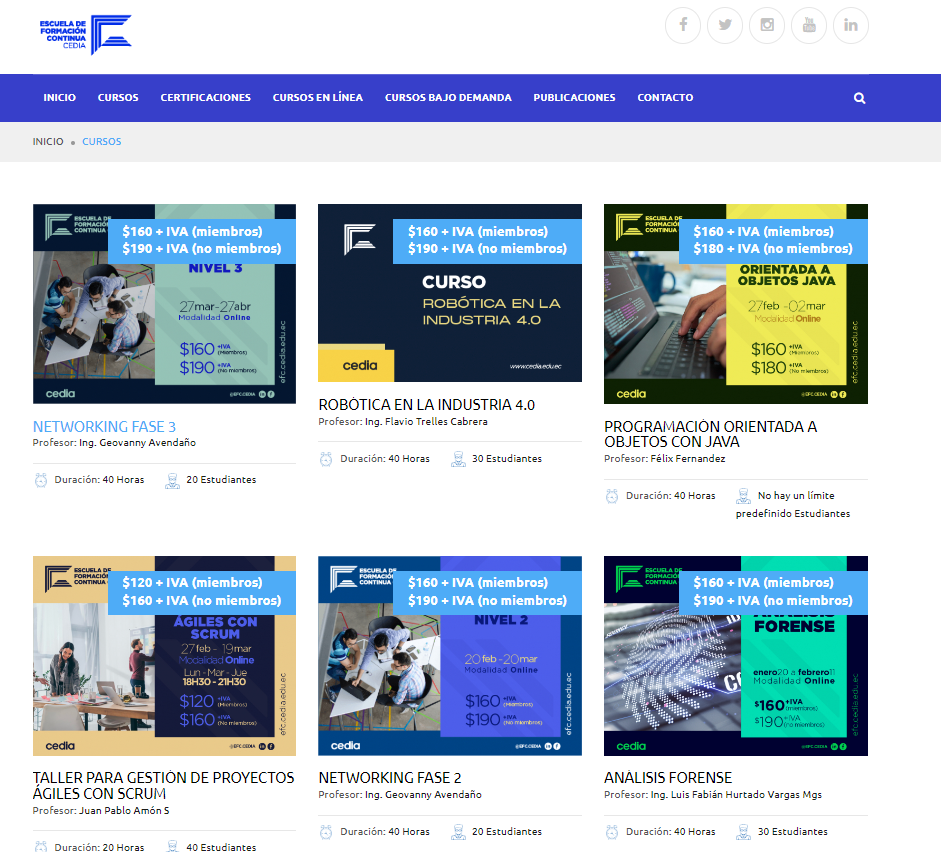 ESCUELA DE
FORMACIÓN
CONTINUA
CEDIA
INICIO CURSOS CERTIFICACIONES CURSOS EN LÍNEA CURSOS BAJO DEMANDA PUBLICACIONES CONTACTO
INICIO CURSOS
ESCUELA DE
FORMACIÓN
CONTINUA
$160 + IVA (miembros)
$190 + IVA (no miembros)
NIVEL 3
27mar-27abr
Modalidad Online
$160 +IVA (Miembros)
$190 +IVA (No miembros)
efc.cedia.edu.ec
cedia
@EFC.CEDIA
NETWORKING FASE 3
Profesor: Ing. Geovanny Avendaño
Duración: 40 Horas
20 Estudiantes
$160 + IVA (miembros)
$190 + IVA (no miembros)
CURSO
ROBÓTICA EN LA
INDUSTRIA 4.0
cedia
www.cedia.edu.ec
ROBÓTICA EN LA INDUSTRIA 4.0
Profesor: Ing. Flavio Trelles Cabrera
Duración: 40 Horas
30 Estudiantes
ESCUELA DE
FORMACIÓN
CONTINUA
$160 + IVA (miembros)
$180 + IVA (no miembros)
ORIENTADA A
OBJETOS JAVA
27feb -02mar
Modalidad Online
$160 +IVA (Miembros)
$180 +IVA (No miembros)
efc.cedia.edu.ec
cedia
@EFC.CEDIA
PROGRAMACIÓN ORIENTADA A
OBJETOS CON JAVA
Profesor: Félix Fernandez
Duración: 40 Horas
No hay un límite
predefinido Estudiantes
ESCUELA DE
FORMACIÓN
CONTINUA
$120 + IVA (miembros)
$160 + IVA (no miembros)
ÁGILES CON
SCRUM
27feb - 19mar
Modalidad Online
Lun - Mar - Jue
18H30 - 21H30
$120 +IVA (Miembros)
$160 +IVA (No miembros)
efc.cedia.edu.ec
cedia
@EFC.CEDIA
TALLER PARA GESTIÓN DE PROYECTOS
ÁGILES CON SCRUM
Profesor: Juan Pablo Amón S
Duración: 20 Horas
40 Estudiantes
ESCUELA DE
FORMACIÓN
CONTINUA
$160 + IVA (miembros)
$190 + IVA (no miembros)
NIVEL 2
20feb-20mar
Modalidad Online
$160 +IVA (Miembros)
$190 +IVA (No miembros)
efc.cedia.edu.ec
cedia
@EFC.CEDIA
NETWORKING FASE 2
Profesor: Ing. Geovanny Avendaño
Duración: 40 Horas
20 Estudiantes
ESCUELA DE
FORMACIÓN
CONTINUA
$160 + IVA (miembros)
$190 + IVA (no miembros)
FORENSE
enero20 a febrero11
Modalidad Online
$160+IVA (miembros)
$190+IVA (no miembros)
efc.cedia.edu.ec
cedia
@EFC.CEDIA
ANÁLISIS FORENSE
Profesor: Ing. Luis Fabián Hurtado Vargas Mgs
Duración: 40 Horas
30 Estudiantes